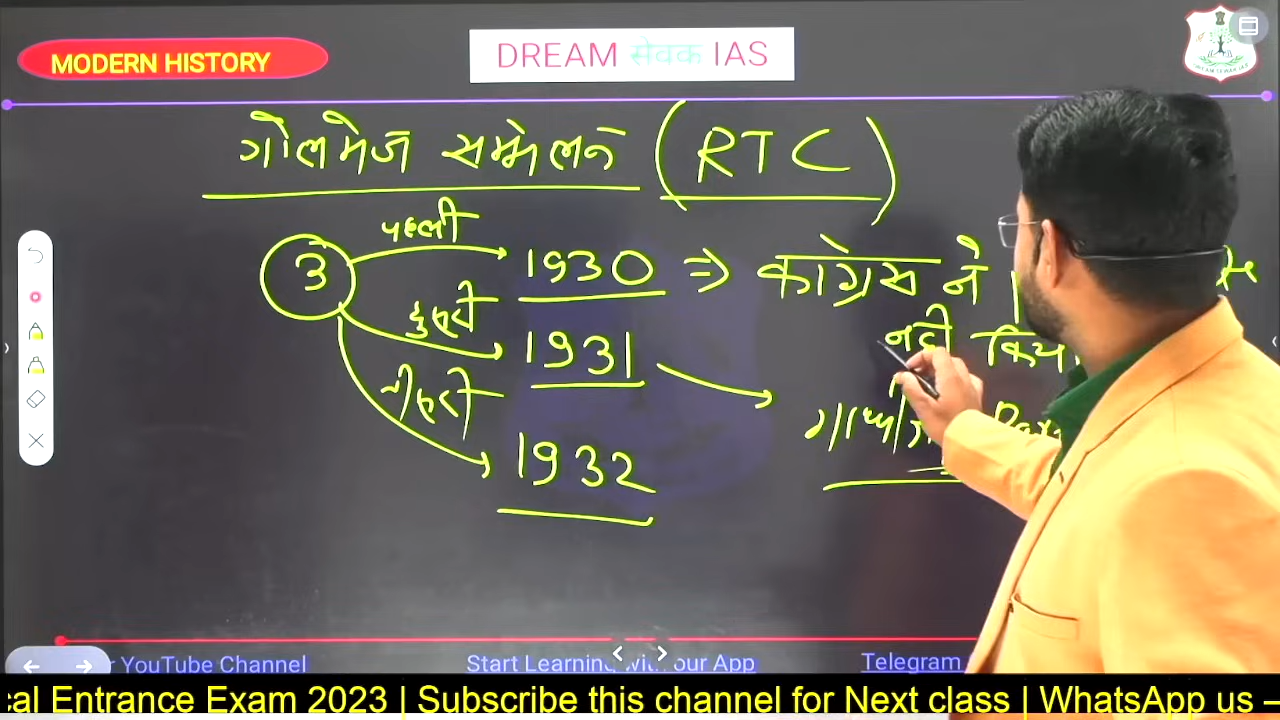 MODERN HISTORY
DREAM सेवक IAS
गोलमेज सम्मेलन (RTC)
पहली
3 1930 ⇒ कांग्रेस ने
नहीं किया
दुसरी
1931
तीसरी
1932
YouTube Channel
Start Learning with our App
Telegram
cal Entrance Exam 2023 | Subscribe this channel for Next class | WhatsApp us –